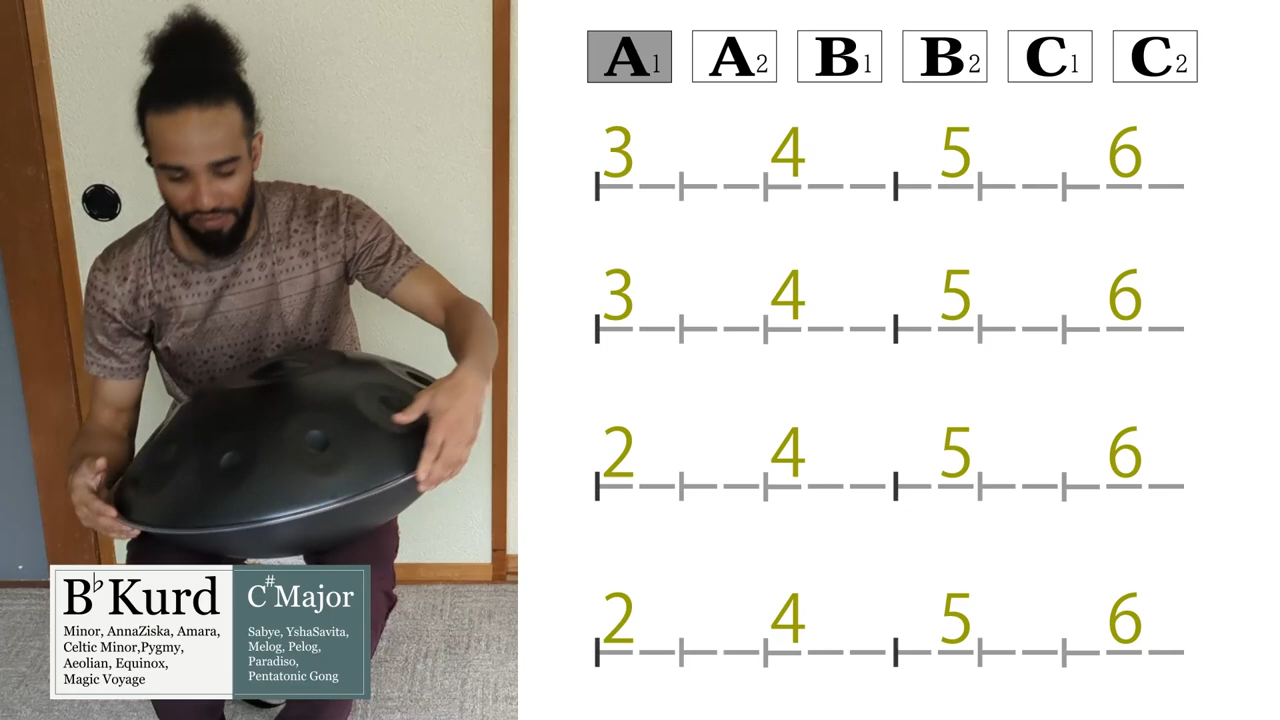 A1 A2 B1 B2 C1 C2
3 4 5 6
3 4 5 6
2 4 5 6
2 4 5 6
B♭ Kurd
Minor, AnnaZiska, Amara,
Celtic Minor,Pygmy,
Aeolian, Equinox,
Magic Voyage
C# Major
Sabye, YshaSavita,
Melog, Pelog,
Paradiso,
Pentatonic Gong